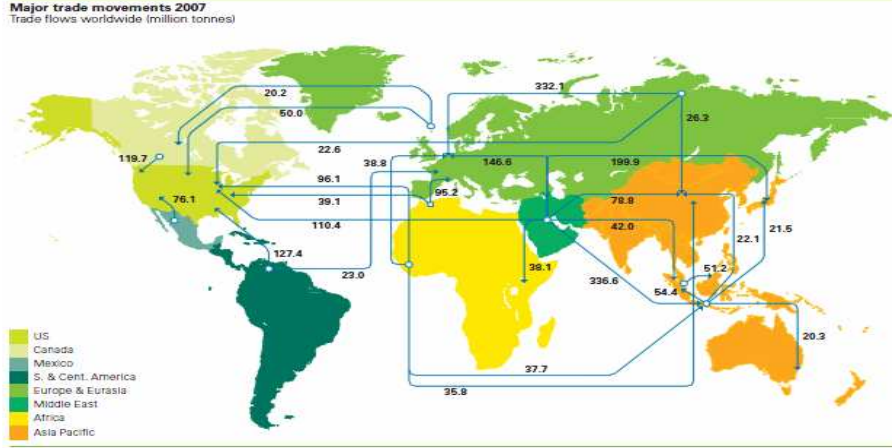 Major trade movements 2007
Trade flows worldwide (million tonnes)
20.2
332.1
50.0
26.3
22.6
119.7
38.8
146.6
199.9
96.1
76.1
39.1
95.2
78.8
110.4
42.0
21.5
22.1
127.4
23.0
38.1
336.6
51.2
54.4
20.3
37.7
35.8
US
Canada
Mexico
S. & Cent. America
Europe & Eurasia
Middle East
Africa
Asia Pacific